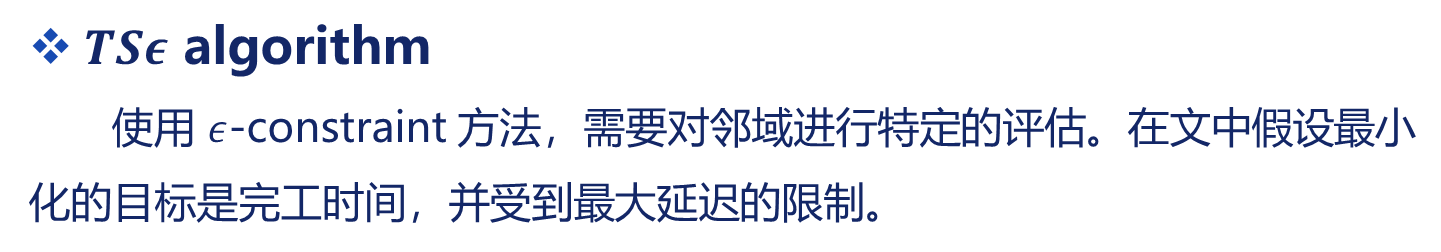 ❖ TSϵ algorithm
使用 ϵ-constraint 方法，需要对邻域进行特定的评估。在文中假设最小
化的目标是完工时间，并受到最大延迟的限制。